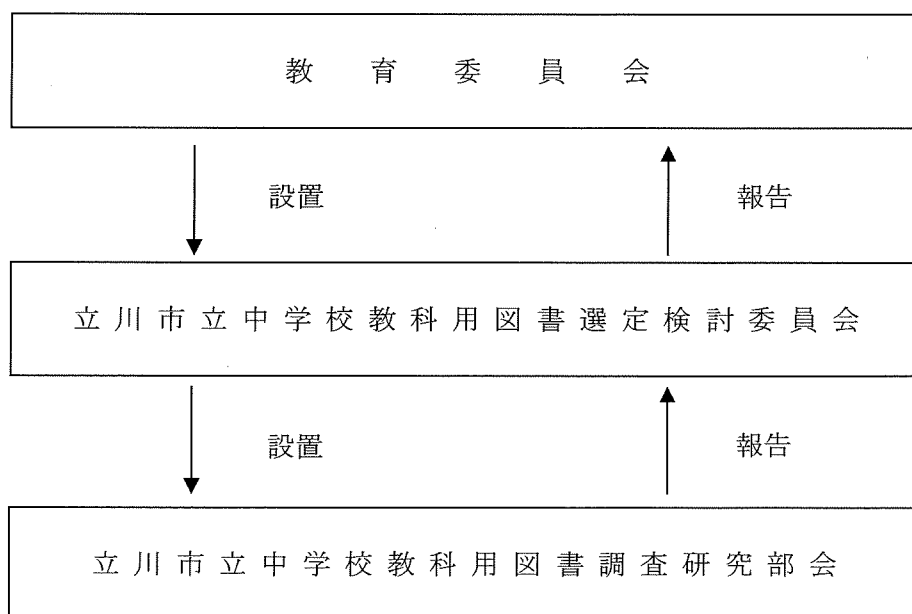 教育委員会
設置 報告
立川市立中学校教科用図書選定検討委員会
設置 報告
立川市立中学校教科用図書調査研究部会